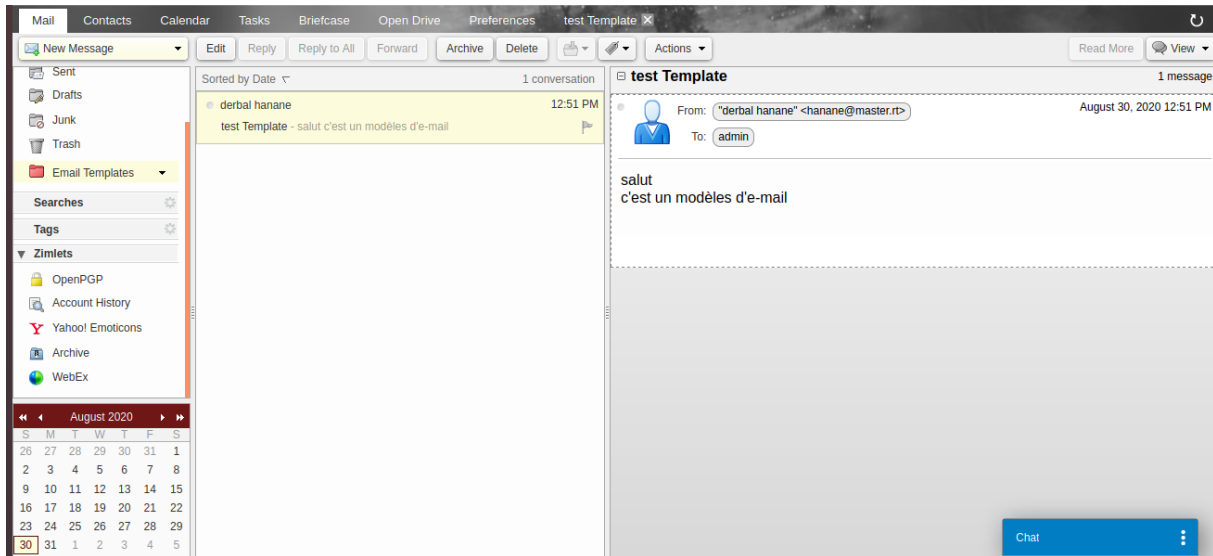 Mail Contacts Calendar Tasks Briefcase Open Drive Preferences test Template
New Message Edit Reply Reply to All Forward Archive Delete Actions Read More View
Sent
Drafts
Junk
Trash
Email Templates
Searches
Tags
Zimlets
OpenPGP
Account History
Yahoo! Emoticons
Archive
WebEx
August 2020
S M T W T F S
26 27 28 29 30 31 1
2 3 4 5 6 7 8
9 10 11 12 13 14 15
16 17 18 19 20 21 22
23 24 25 26 27 28 29
30 31 1 2 3 4 5
Sorted by Date 1 conversation
derbal hanane 12:51 PM
test Template - salut c'est un modèles d'e-mail
test Template 1 message
From: "derbal hanane" <hanane@master.rt> August 30, 2020 12:51 PM
To: admin
salut
c'est un modèles d'e-mail
Chat